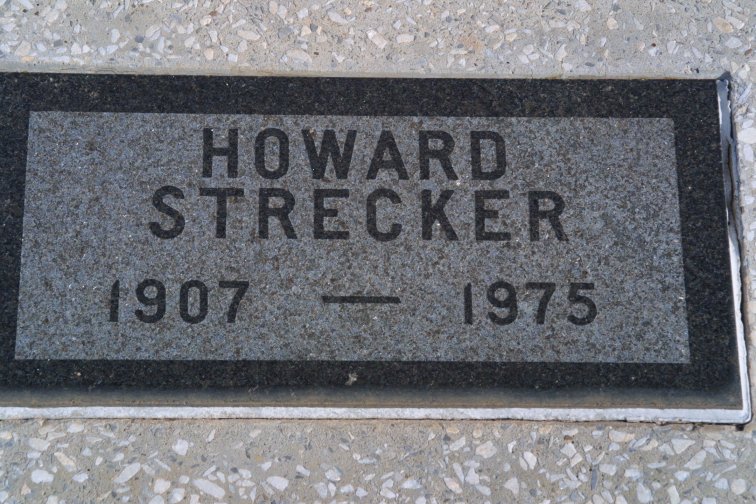 HOWARD
STRECKER
1907 — 1975